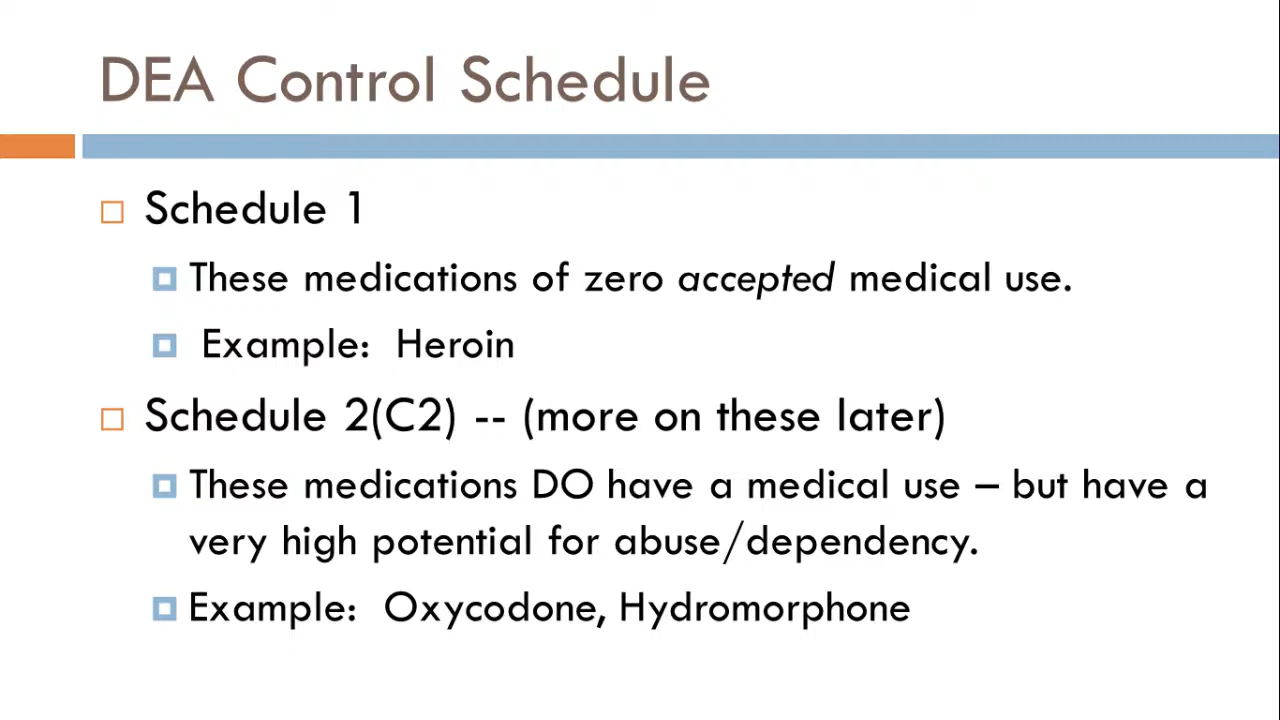 DEA Control Schedule
Schedule 1
These medications of zero accepted medical use.
Example: Heroin
Schedule 2(C2) -- (more on these later)
These medications DO have a medical use – but have a
very high potential for abuse/dependency.
Example: Oxycodone, Hydromorphone